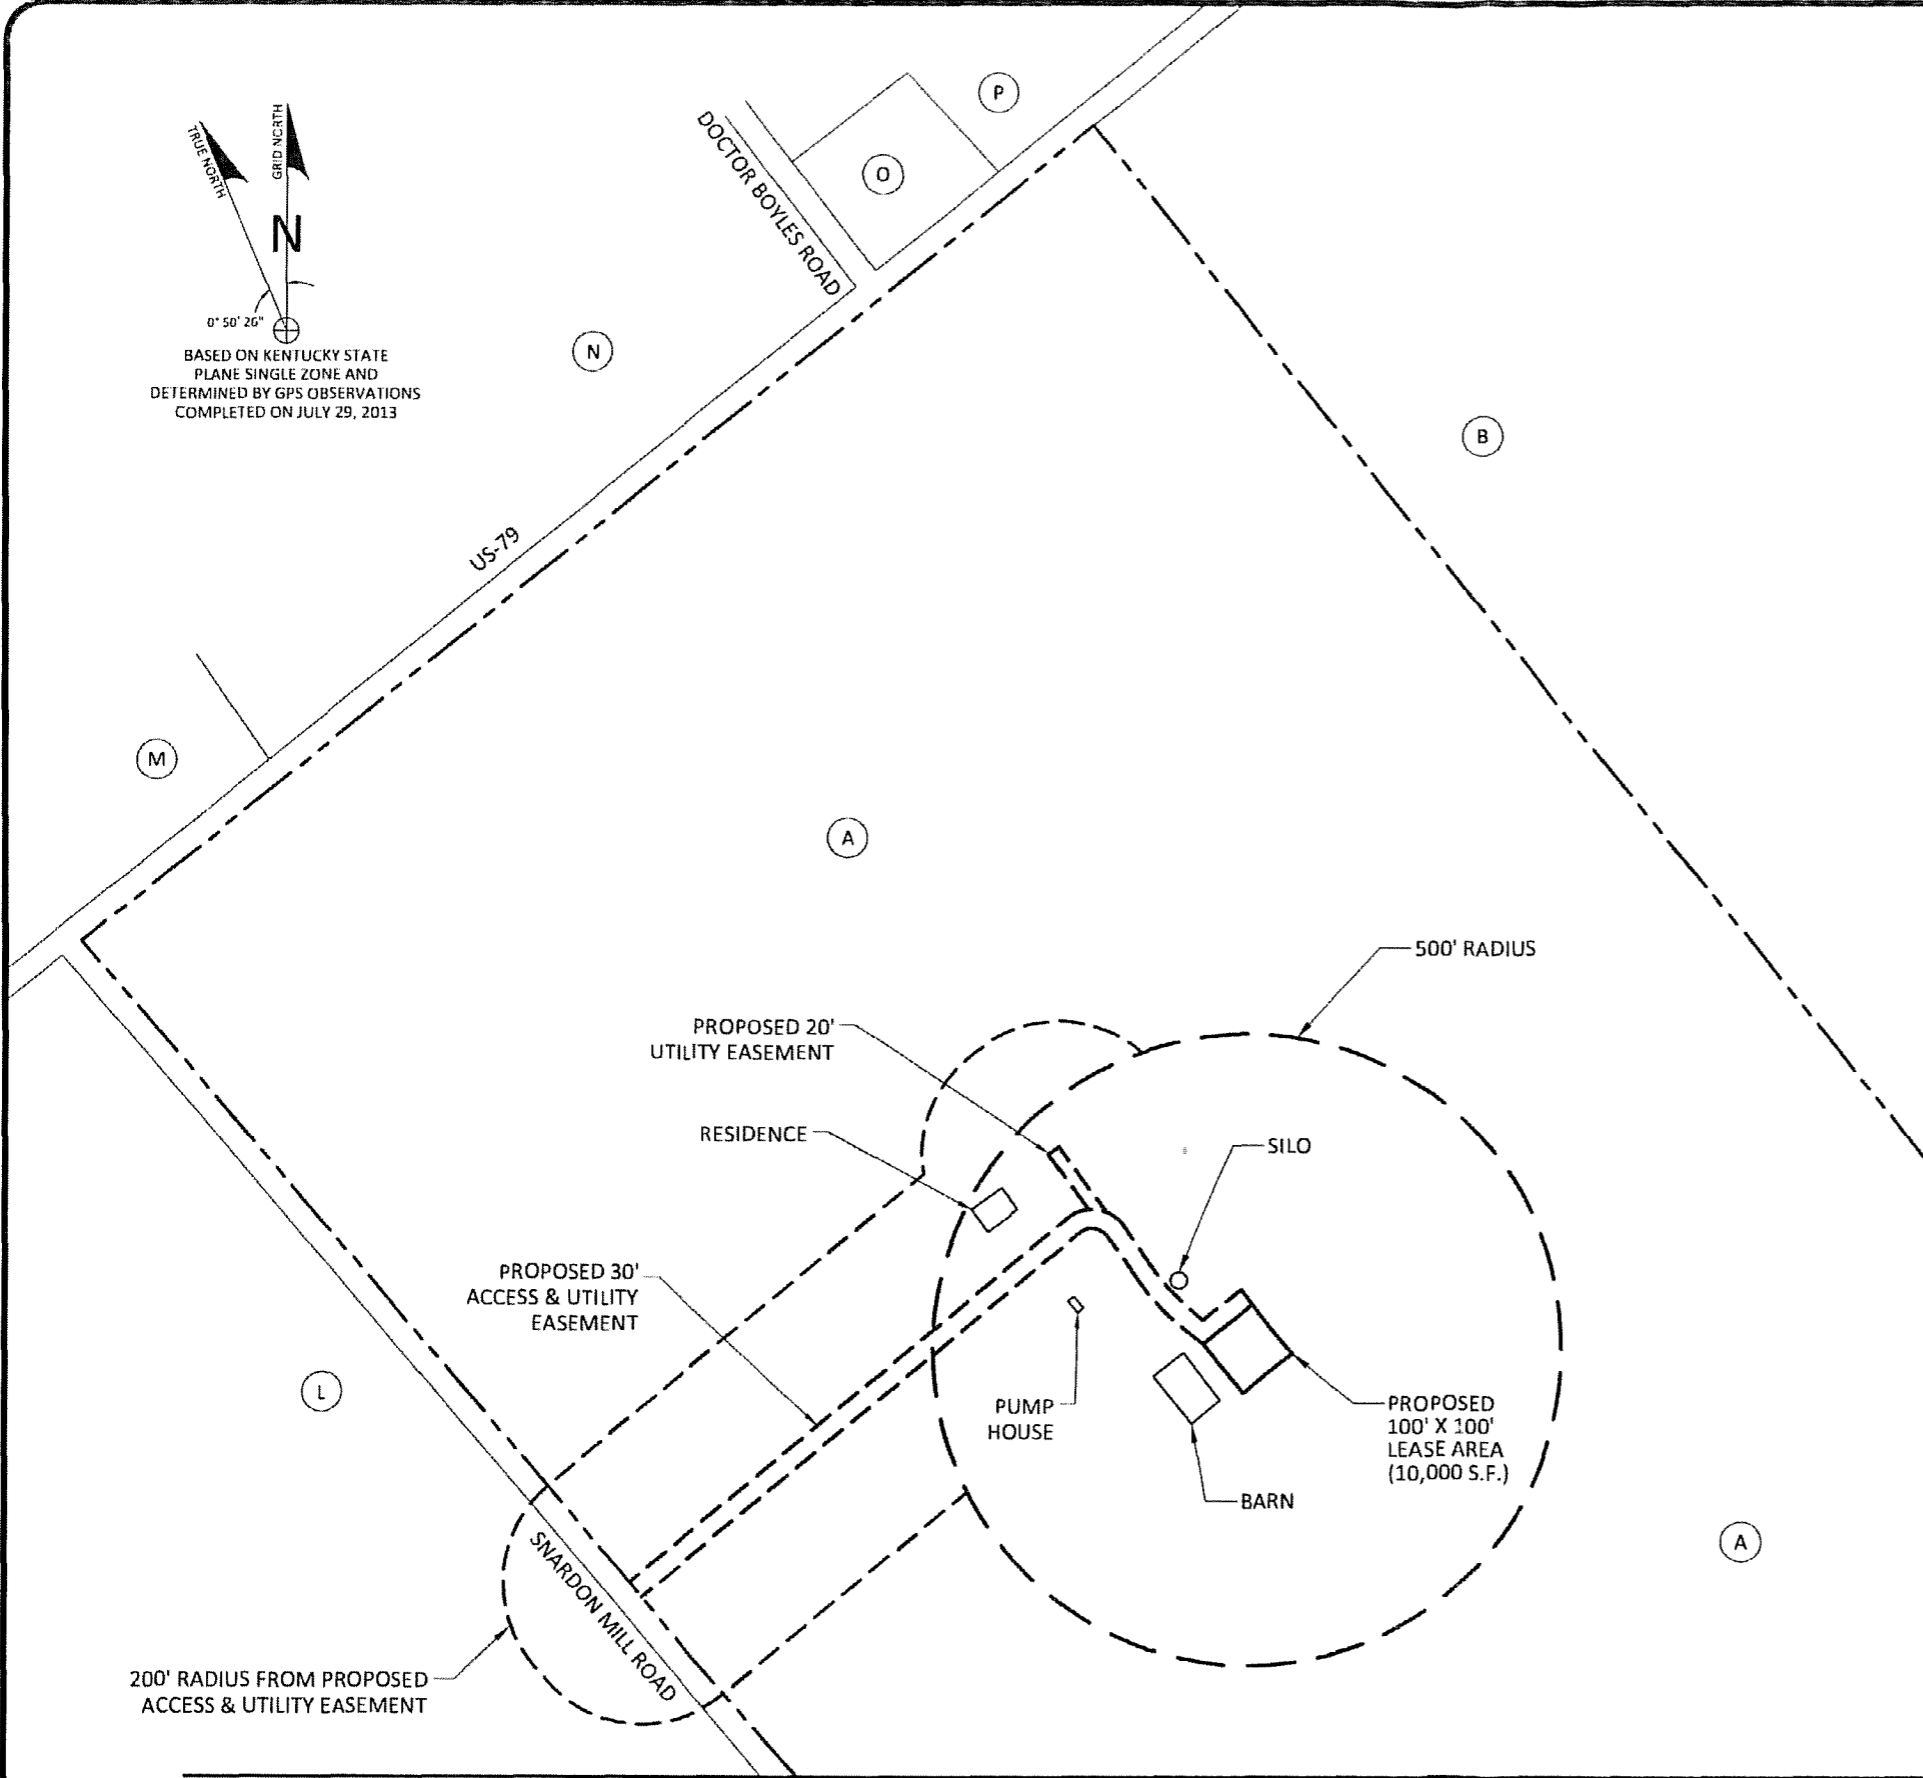 P
TRUE NORTH
GRID NORTH
DOCTOR BOYLES ROAD
O
N
0° 50' 26"
BASED ON KENTUCKY STATE
PLANE SINGLE ZONE AND
DETERMINED BY GPS OBSERVATIONS
COMPLETED ON JULY 29, 2013
N
B
US-79
M
A
500' RADIUS
PROPOSED 20'
UTILITY EASEMENT
RESIDENCE
SILO
PROPOSED 30'
ACCESS & UTILITY
EASEMENT
L
PUMP
HOUSE
PROPOSED
100' X 100'
LEASE AREA
(10,000 S.F.)
BARN
A
SNARDON MILL ROAD
200' RADIUS FROM PROPOSED
ACCESS & UTILITY EASEMENT